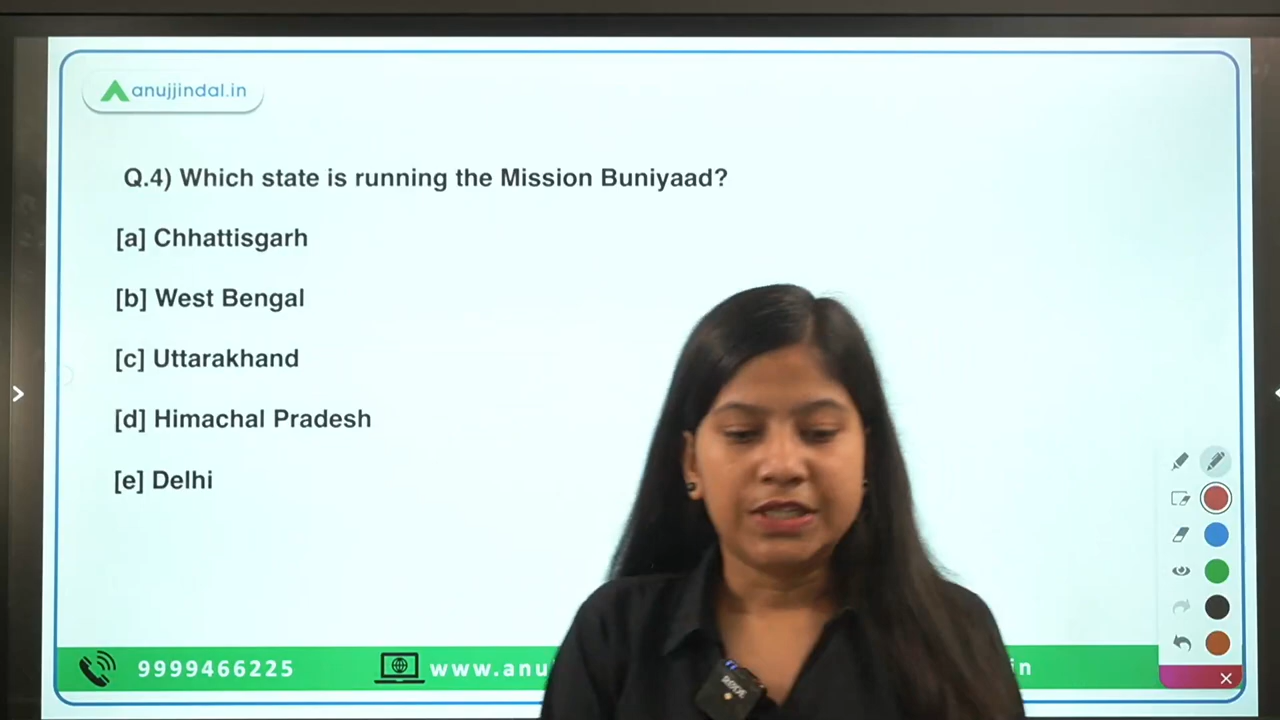 anujjindal.in
Q.4) Which state is running the Mission Buniyaad?
[a] Chhattisgarh
[b] West Bengal
[c] Uttarakhand
[d] Himachal Pradesh
[e] Delhi
9999466225
www.anu
in
RODE